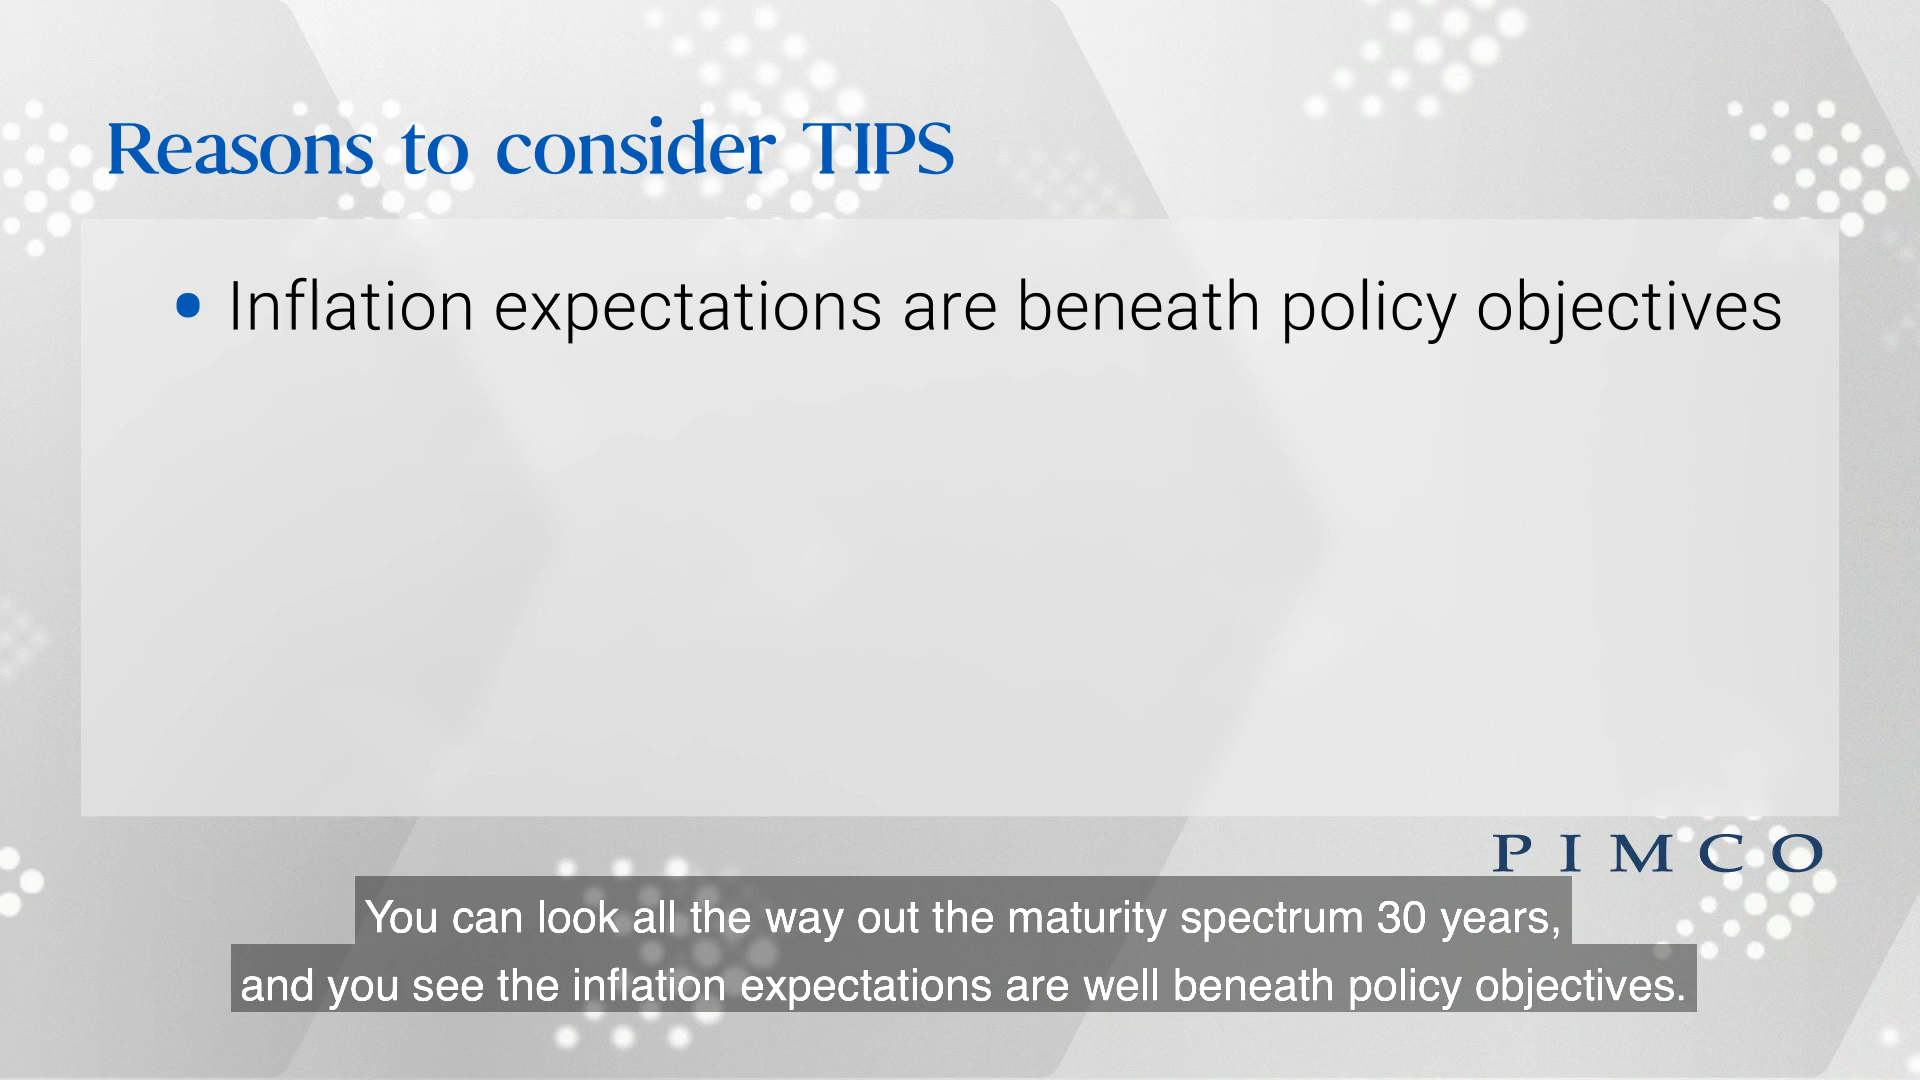 Reasons to consider TIPS
• Inflation expectations are beneath policy objectives
PIMCO
You can look all the way out the maturity spectrum 30 years,
and you see the inflation expectations are well beneath policy objectives.